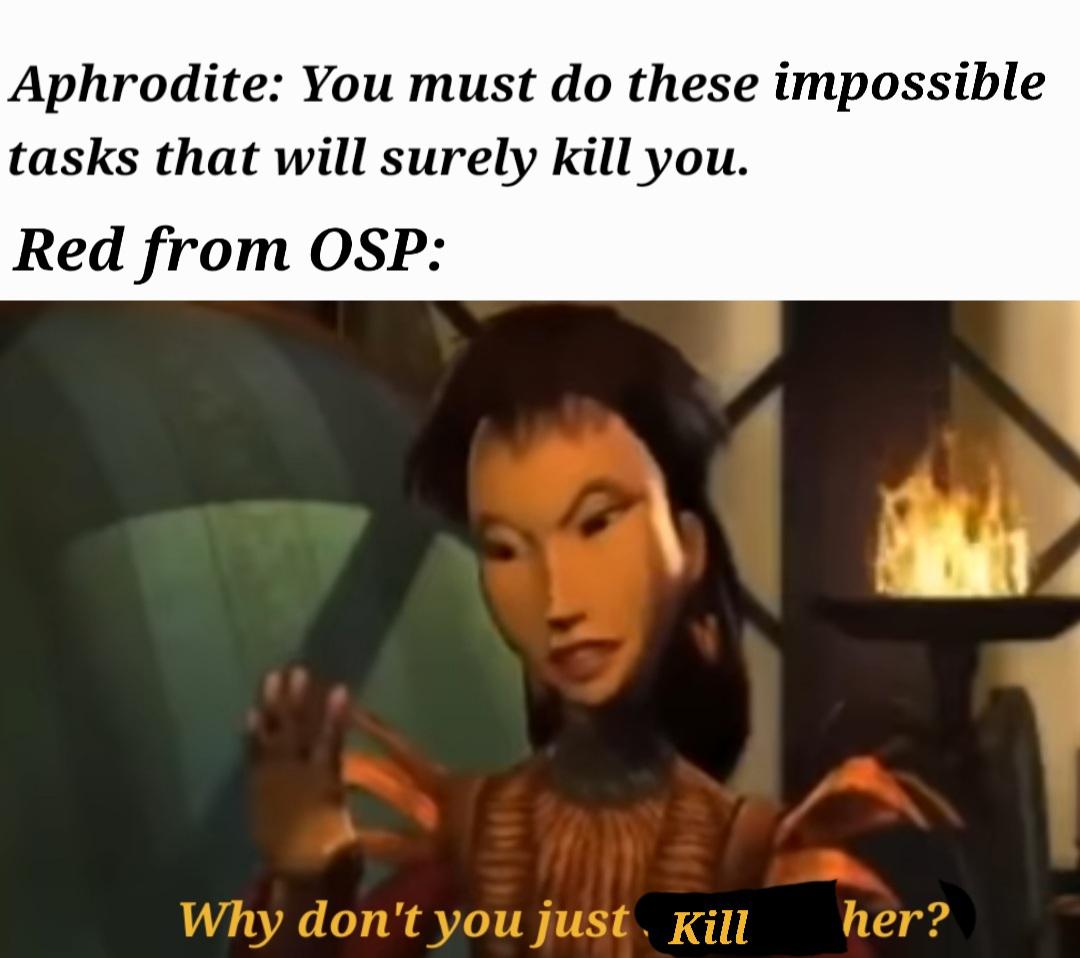 Aphrodite: You must do these impossible
tasks that will surely kill you.
Red from OSP:
Why don't you just Kill her?